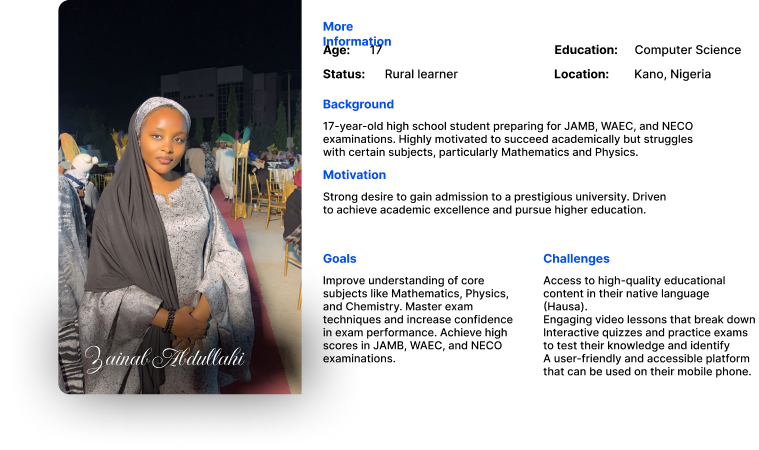 More
Information
Age: 17
Education: Computer Science
Status: Rural learner
Location: Kano, Nigeria
Background
17-year-old high school student preparing for JAMB, WAEC, and NECO
examinations. Highly motivated to succeed academically but struggles
with certain subjects, particularly Mathematics and Physics.
Motivation
Strong desire to gain admission to a prestigious university. Driven
to achieve academic excellence and pursue higher education.
Goals
Improve understanding of core
subjects like Mathematics, Physics,
and Chemistry. Master exam
techniques and increase confidence
in exam performance. Achieve high
scores in JAMB, WAEC, and NECO
examinations.
Challenges
Access to high-quality educational
content in their native language
(Hausa).
Engaging video lessons that break down
Interactive quizzes and practice exams
to test their knowledge and identify
A user-friendly and accessible platform
that can be used on their mobile phone.
Zainab Abdullahi